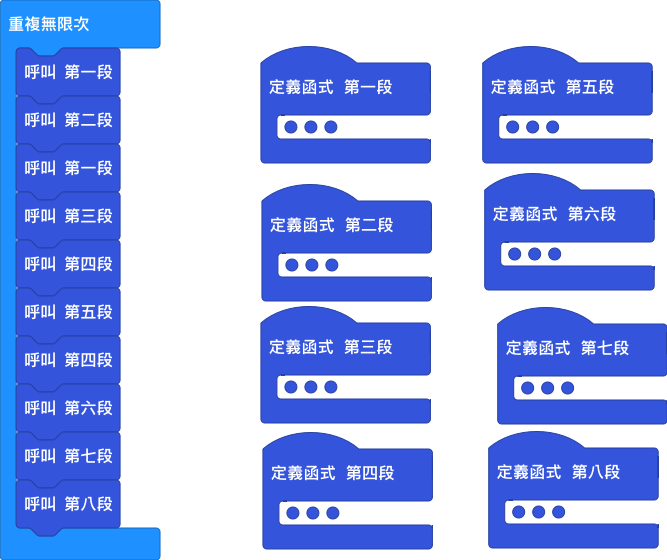 重複無限次
呼叫 第一段
呼叫 第二段
呼叫 第一段
呼叫 第三段
呼叫 第四段
呼叫 第五段
呼叫 第四段
呼叫 第六段
呼叫 第七段
呼叫 第八段
定義函式 第一段
定義函式 第二段
定義函式 第三段
定義函式 第四段
定義函式 第五段
定義函式 第六段
定義函式 第七段
定義函式 第八段